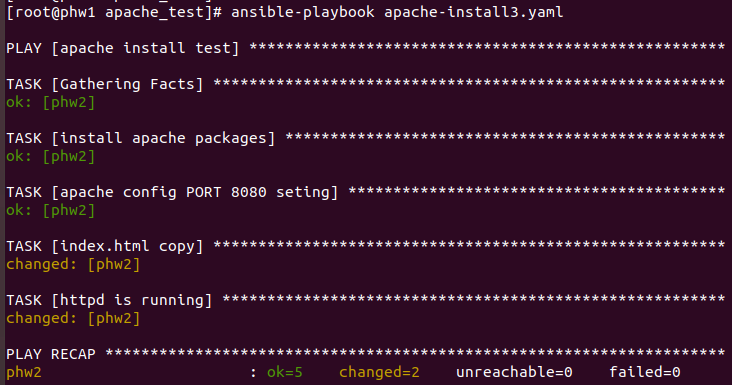 [root@phw1 apache_test]# ansible-playbook apache-install3.yaml
PLAY [apache install test] *****************************************************
TASK [Gathering Facts] *********************************************************
ok: [phw2]
TASK [install apache packages] *************************************************
ok: [phw2]
TASK [apache config PORT 8080 seting] ******************************************
ok: [phw2]
TASK [index.html copy] *********************************************************
changed: [phw2]
TASK [httpd is running] ********************************************************
changed: [phw2]
PLAY RECAP *********************************************************************
phw2                       : ok=5    changed=2    unreachable=0    failed=0